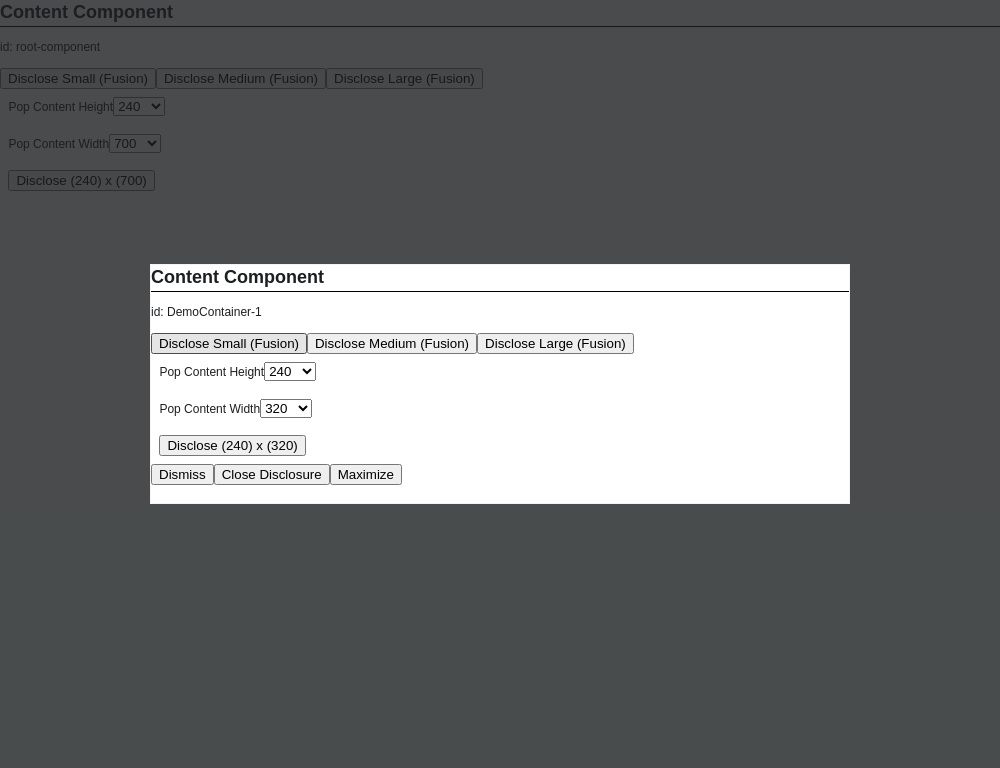 Content Component
id: root-component
Disclose Small (Fusion) Disclose Medium (Fusion) Disclose Large (Fusion)
Pop Content Height 240
Pop Content Width 700
Disclose (240) x (700)
Content Component
id: DemoContainer-1
Disclose Small (Fusion) Disclose Medium (Fusion) Disclose Large (Fusion)
Pop Content Height 240
Pop Content Width 320
Disclose (240) x (320)
Dismiss Close Disclosure Maximize